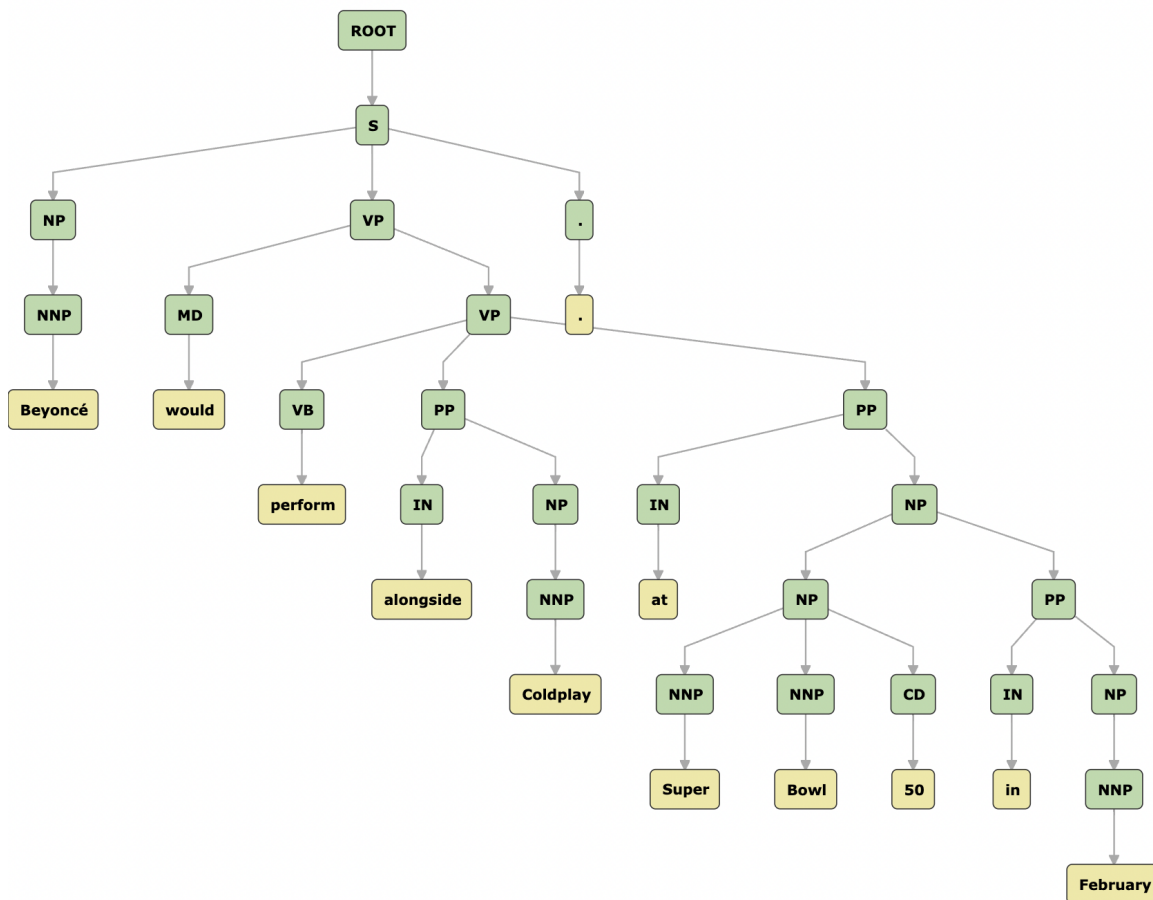 ROOT
S
NP VP .
NNP MD VP .
Beyoncé would VB PP PP
perform IN NP IN NP
alongside NNP at NP PP
Coldplay NNP NNP CD IN NP
Super Bowl 50 in NNP
February